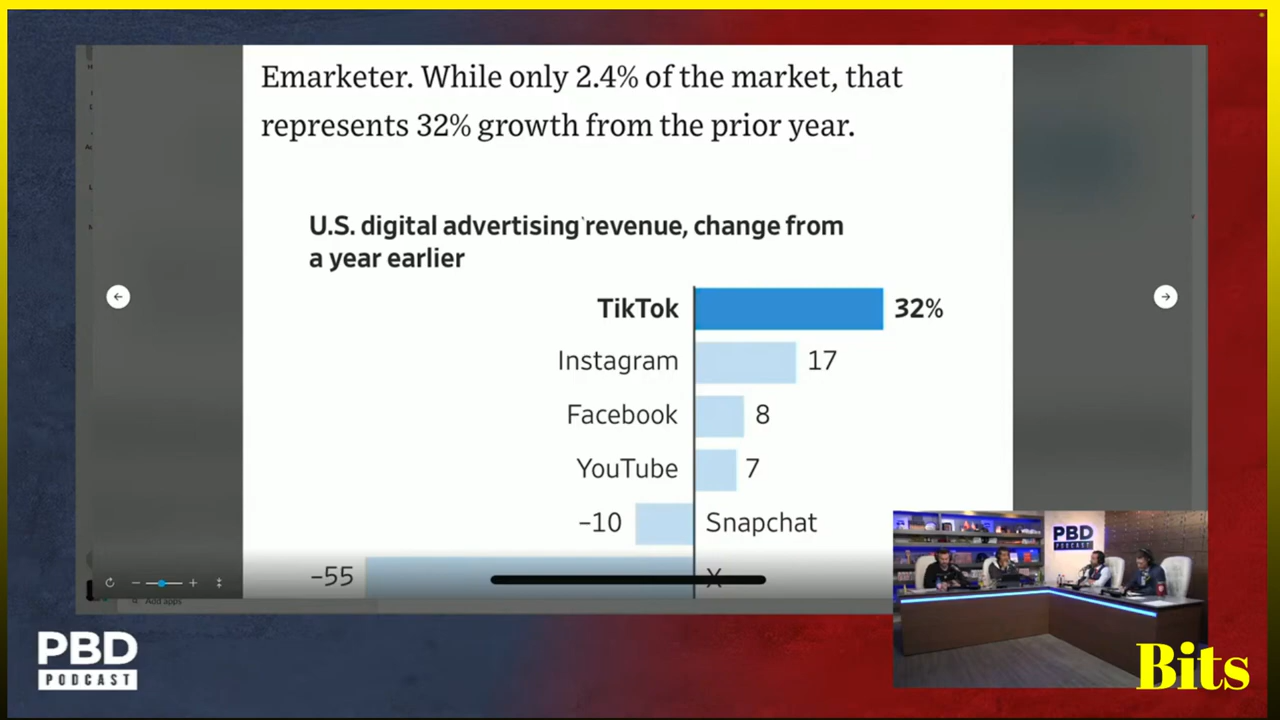 Emarketer. While only 2.4% of the market, that
represents 32% growth from the prior year.
U.S. digital advertising revenue, change from
a year earlier
TikTok 32%
Instagram 17
Facebook 8
YouTube 7
-10 Snapchat
-55 X
Add apps
PBD
PODCAST
PBD
PODCAST
Bits